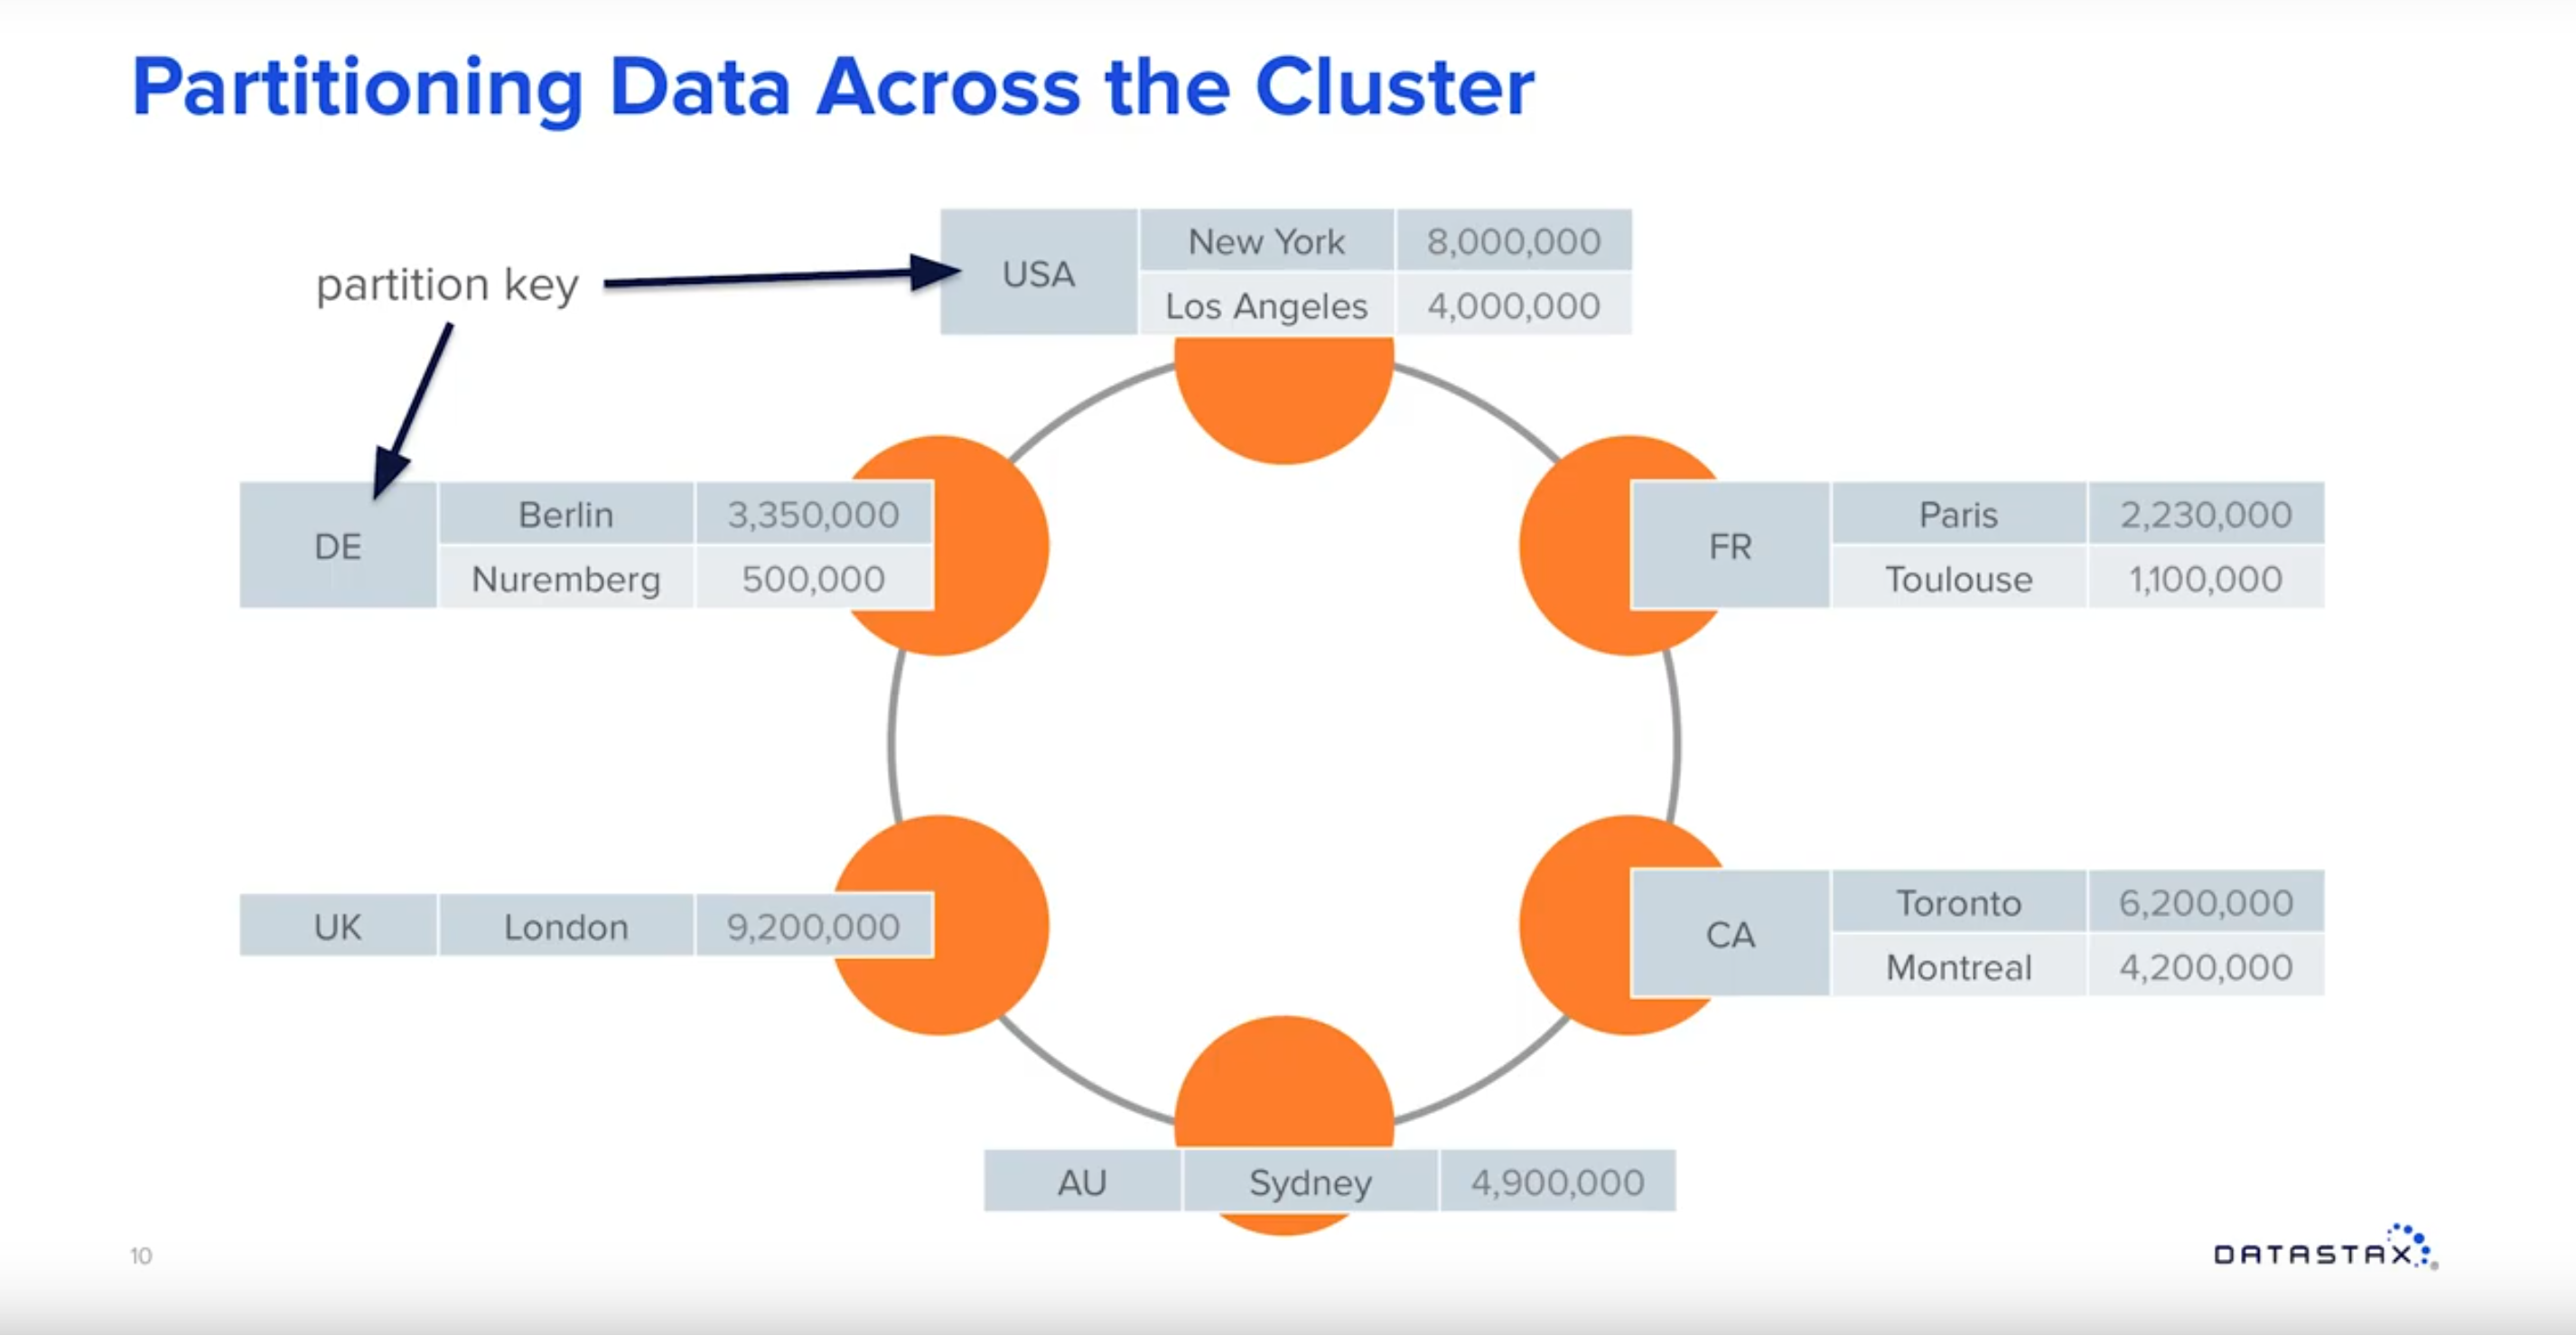 Partitioning Data Across the Cluster
partition key
USA
New York 8,000,000
Los Angeles 4,000,000
DE
Berlin 3,350,000
Nuremberg 500,000
FR
Paris 2,230,000
Toulouse 1,100,000
UK London 9,200,000
CA
Toronto 6,200,000
Montreal 4,200,000
AU Sydney 4,900,000
10
DATASTAX